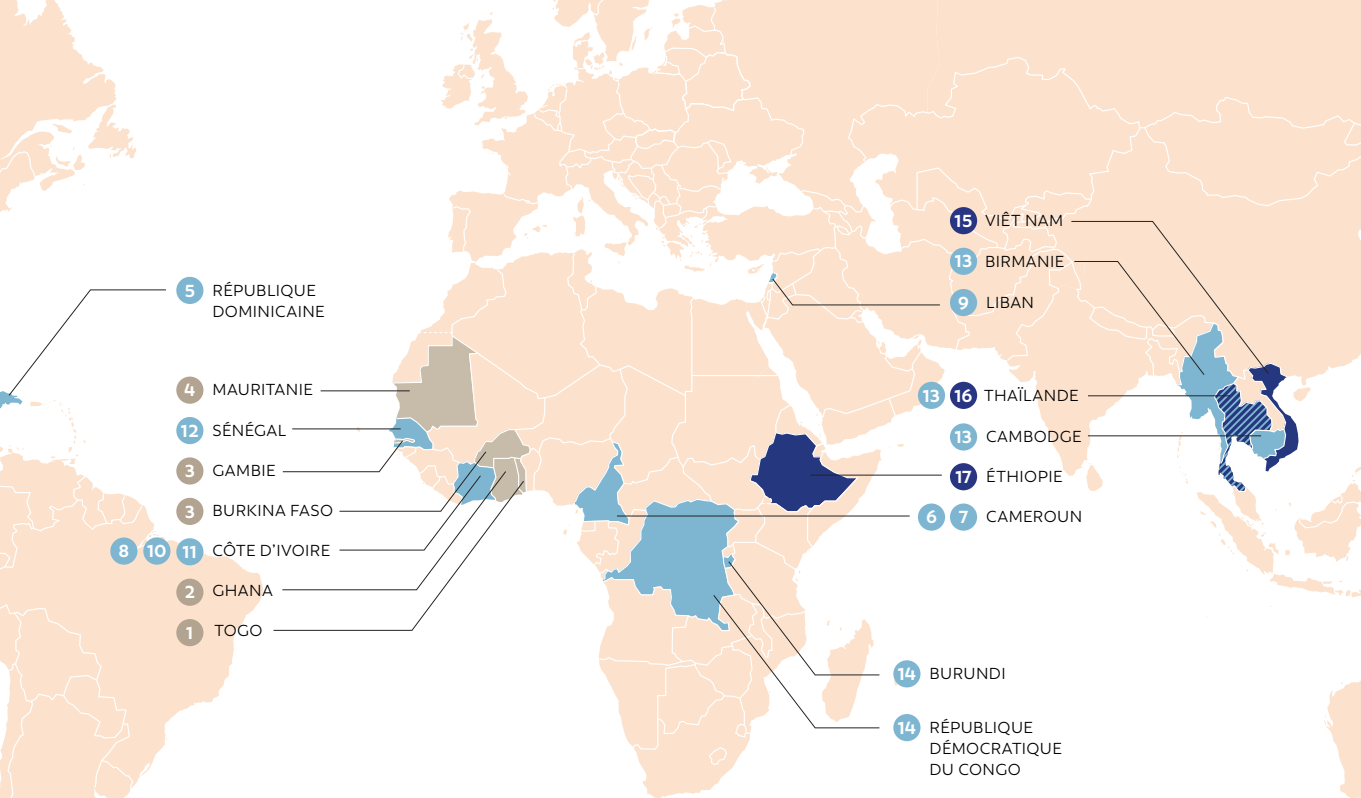 5 RÉPUBLIQUE
DOMINICAINE
4 MAURITANIE
12 SÉNÉGAL
3 GAMBIE
3 BURKINA FASO
8 10 11 CÔTE D'IVOIRE
2 GHANA
1 TOGO
15 VIÊT NAM
13 BIRMANIE
9 LIBAN
13 16 THAÏLANDE
13 CAMBODGE
17 ÉTHIOPIE
6 7 CAMEROUN
14 BURUNDI
14 RÉPUBLIQUE
DÉMOCRATIQUE
DU CONGO